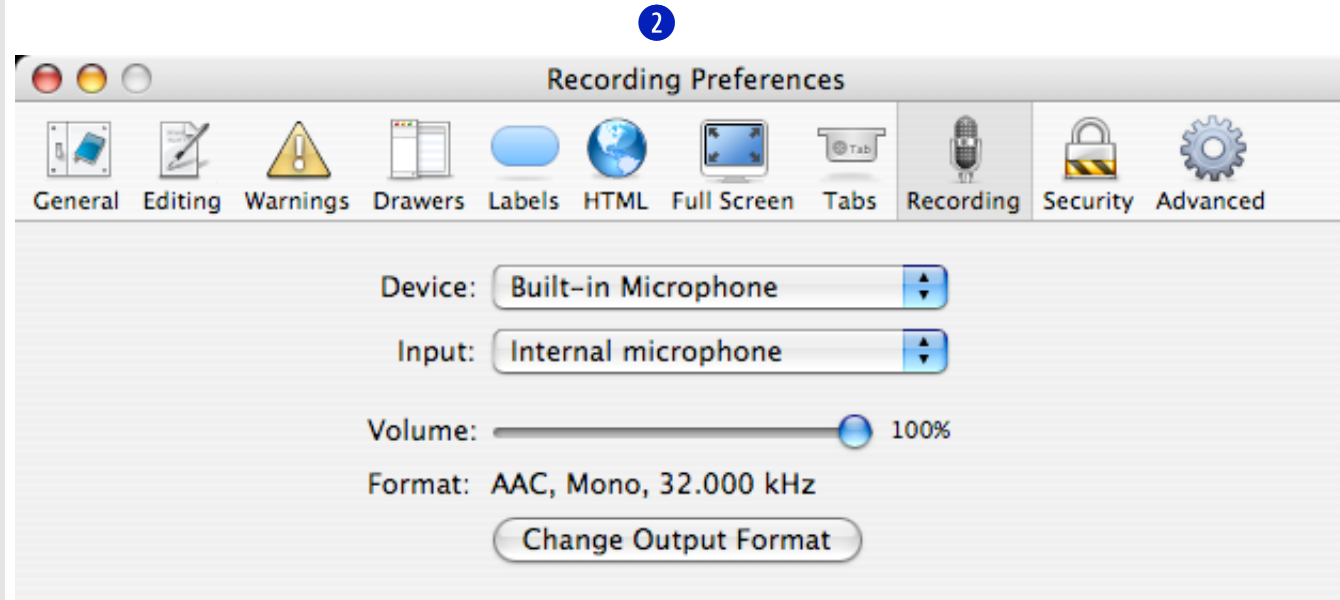 2
Recording Preferences
Tab
General Editing Warnings Drawers Labels HTML Full Screen Tabs Recording Security Advanced
Device: Built-in Microphone
Input: Internal microphone
Volume: 100%
Format: AAC, Mono, 32.000 kHz
Change Output Format